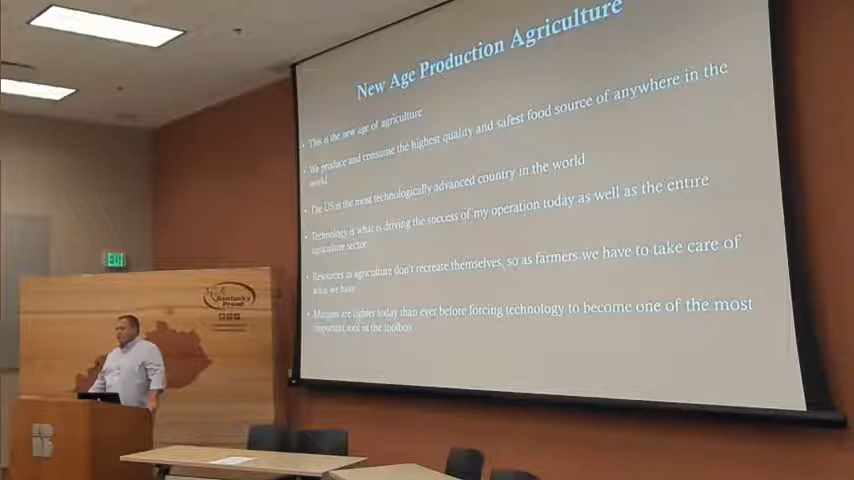 New Age Production Agriculture
• This is the new age of agriculture
• We produce and consume the highest quality and safest food source of anywhere in the
world
• The US is the most technologically advanced country in the world
• Technology is what is driving the success of my operation today as well as the entire
agriculture sector
• Resources in agriculture don't recreate themselves, so as farmers we have to take care of
what we have
• Margins are tighter today than ever before forcing technology to become one of the most
important tool in the toolbox
EXIT
Kentucky
Proud